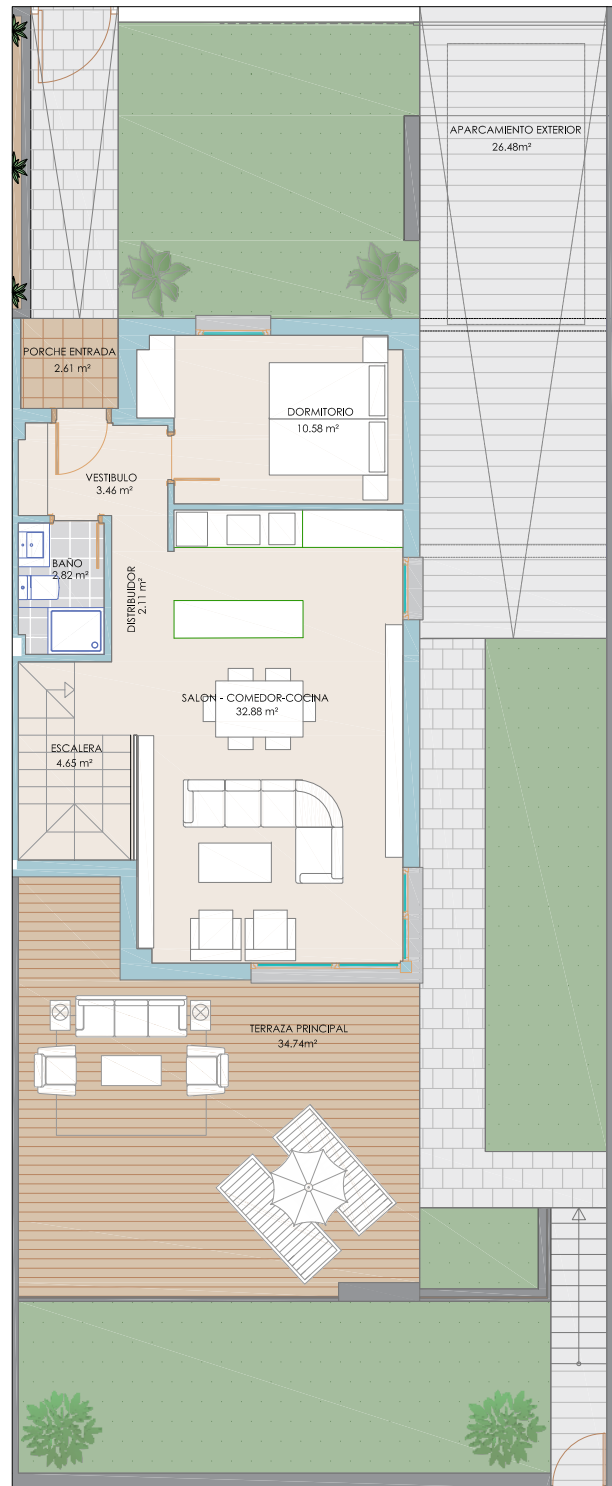 APARCAMIENTO EXTERIOR
26.48m²
PORCHE ENTRADA
2.61 m²
DORMITORIO
10.58 m²
VESTIBULO
3.46 m²
BAÑO
2.82 m²
DISTRIBUIDOR
2.11 m²
SALON - COMEDOR-COCINA
32.88 m²
ESCALERA
4.65 m²
TERRAZA PRINCIPAL
34.74m²